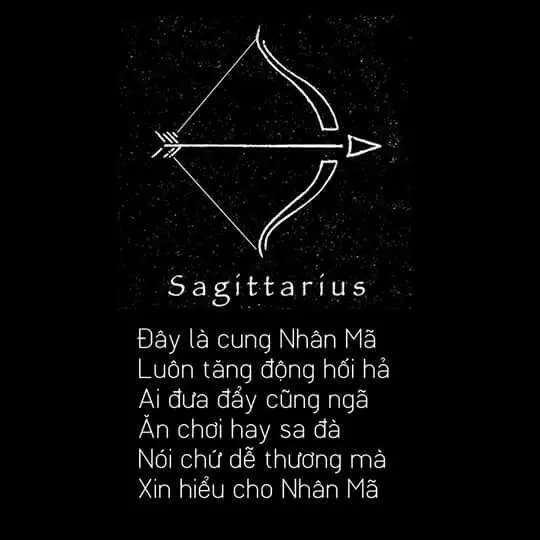 Sagittarius
Đây là cung Nhân Mã
Luôn tăng động hối hả
Ai đưa đẩy cũng ngã
Ăn chơi hay sa đà
Nói chứ dễ thương mà
Xin hiểu cho Nhân Mã